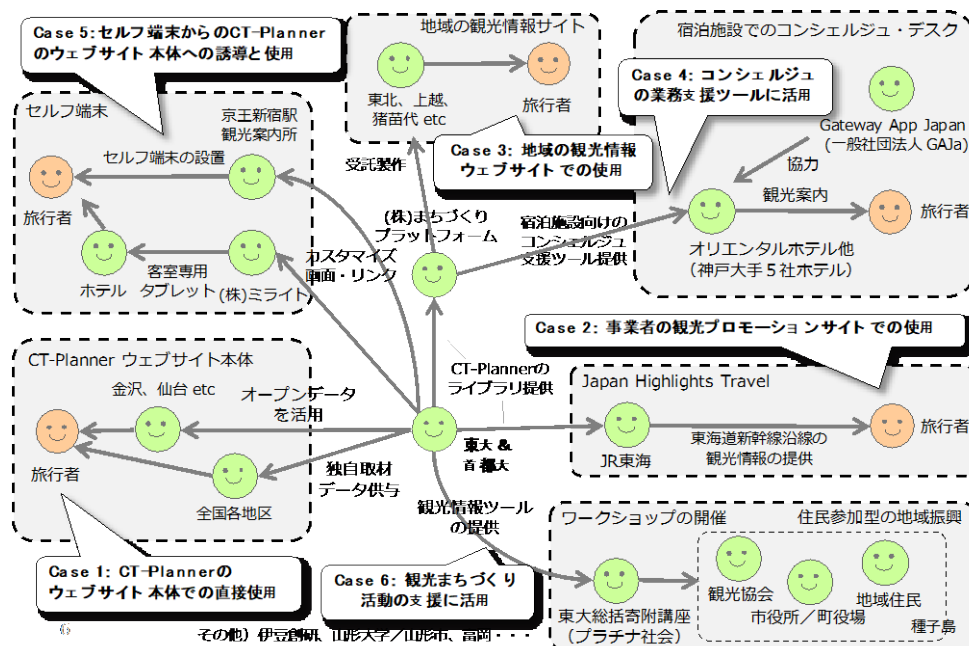 Case 5:セルフ端末からのCT-Planner
のウェブサイト本体への誘導と使用
セルフ端末
京王新宿駅
観光案内所
セルフ端末の設置
旅行者
ホテル
客室専用
タブレット
(株)ミライト
地域の観光情報サイト
東北、上越、
猪苗代 etc
旅行者
受託製作
Case 3: 地域の観光情報
ウェブサイトでの使用
宿泊施設でのコンシェルジュ・デスク
Case 4: コンシェルジュ
の業務支援ツールに活用
Gateway App Japan
(一般社団法人 GAJa)
協力
観光案内
旅行者
オリエンタルホテル他
(神戸大手5社ホテル)
(株)まちづくり
プラットフォーム
宿泊施設向けの
コンシェルジュ
支援ツール提供
カスタマイズ
画面・リンク
CT-Plannerの
ライブラリ提供
Case 2: 事業者の観光プロモーションサイトでの使用
Japan Highlights Travel
JR東海
東海道新幹線沿線の
観光情報の提供
旅行者
CT-Planner ウェブサイト本体
金沢、仙台 etc
オープンデータ
を活用
旅行者
全国各地区
独自取材
データ供与
東大 &
首都大
観光情報ツール
の提供
Case 1: CT-Plannerの
ウェブサイト本体での直接使用
Case 6: 観光まちづくり
活動の支援に活用
ワークショップの開催
住民参加型の地域振興
東大総括寄附講座
(プラチナ社会)
観光協会
市役所/町役場
地域住民
種子島
その他)伊豆創研、山形大学/山形市、富岡・・・
6